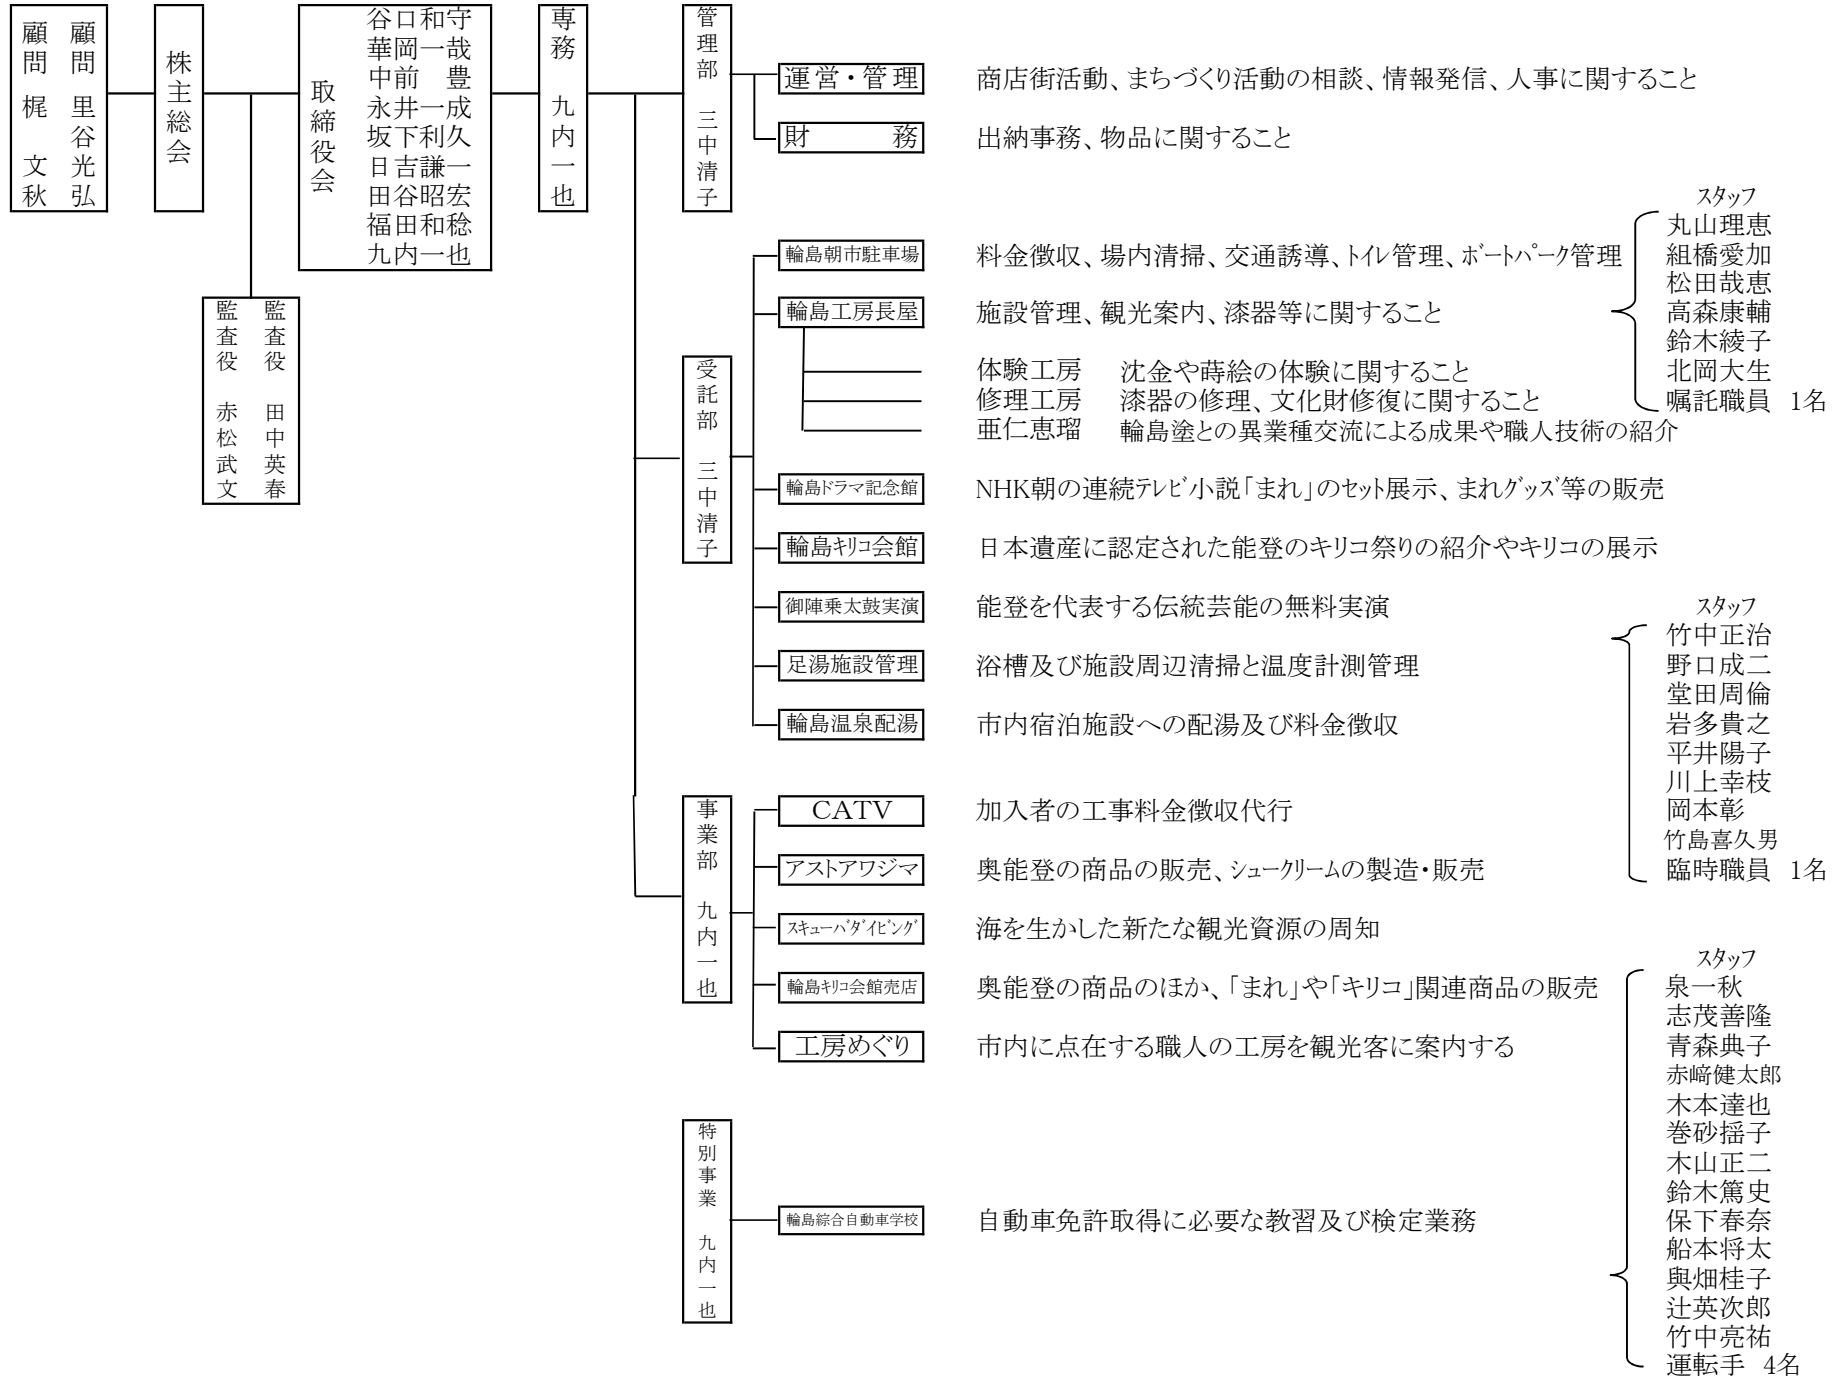 顧問 里谷光弘
顧問 梶 文秋
株主総会
取締役会
谷口和守
華岡一哉
中前 豊
永井一成
坂下利久
日吉謙一
田谷昭宏
福田和稔
九内一也
監査役 田中英春
監査役 赤松武文
専務 九内一也
管理部 三中清子
運営・管理 商店街活動、まちづくり活動の相談、情報発信、人事に関すること
財 務 出納事務、物品に関すること
受託部 三中清子
輪島朝市駐車場 料金徴収、場内清掃、交通誘導、トイレ管理、ボートパーク管理
輪島工房長屋 施設管理、観光案内、漆器等に関すること
体験工房 沈金や蒔絵の体験に関すること
修理工房 漆器の修理、文化財修復に関すること
亜仁恵瑠 輪島塗との異業種交流による成果や職人技術の紹介
輪島ドラマ記念館 NHK朝の連続テレビ小説「まれ」のセット展示、まれグッズ等の販売
輪島キリコ会館 日本遺産に認定された能登のキリコ祭りの紹介やキリコの展示
御陣乗太鼓実演 能登を代表する伝統芸能の無料実演
足湯施設管理 浴槽及び施設周辺清掃と温度計測管理
輪島温泉配湯 市内宿泊施設への配湯及び料金徴収
事業部 九内一也
CATV 加入者の工事料金徴収代行
アストアワジマ 奥能登の商品の販売、シュークリームの製造・販売
スキューバダイビング 海を生かした新たな観光資源の周知
輪島キリコ会館売店 奥能登の商品のほか、「まれ」や「キリコ」関連商品の販売
工房めぐり 市内に点在する職人の工房を観光客に案内する
特別事業 九内一也
輪島綜合自動車学校 自動車免許取得に必要な教習及び検定業務
スタッフ
丸山理恵
組橋愛加
松田哉恵
高森康輔
鈴木綾子
北岡大生
嘱託職員 1名
スタッフ
竹中正治
野口成二
堂田周倫
岩多貴之
平井陽子
川上幸枝
岡本彰
竹島喜久男
臨時職員 1名
スタッフ
泉一秋
志茂善隆
青森典子
赤﨑健太郎
木本達也
巻砂揺子
木山正二
鈴木篤史
保下春奈
船本将太
與畑桂子
辻英次郎
竹中亮祐
運転手 4名